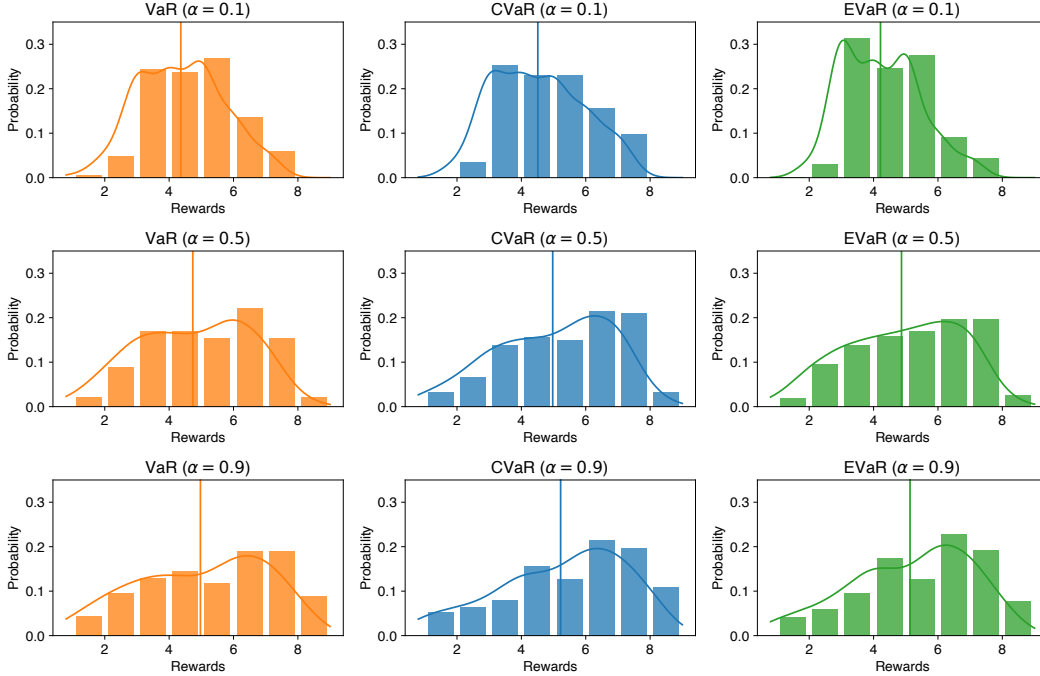 VaR (α = 0.1)
CVaR (α = 0.1)
EVaR (α = 0.1)
Probability
0.3
0.2
0.1
0.0
2 4 6 8
Rewards
Probability
0.3
0.2
0.1
0.0
2 4 6 8
Rewards
Probability
0.3
0.2
0.1
0.0
2 4 6 8
Rewards
VaR (α = 0.5)
CVaR (α = 0.5)
EVaR (α = 0.5)
Probability
0.3
0.2
0.1
0.0
2 4 6 8
Rewards
Probability
0.3
0.2
0.1
0.0
2 4 6 8
Rewards
Probability
0.3
0.2
0.1
0.0
2 4 6 8
Rewards
VaR (α = 0.9)
CVaR (α = 0.9)
EVaR (α = 0.9)
Probability
0.3
0.2
0.1
0.0
2 4 6 8
Rewards
Probability
0.3
0.2
0.1
0.0
2 4 6 8
Rewards
Probability
0.3
0.2
0.1
0.0
2 4 6 8
Rewards